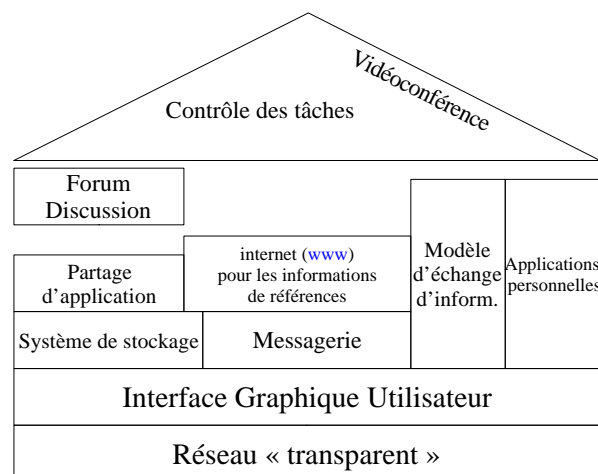 Vidéoconférence
Contrôle des tâches
Forum
Discussion
Partage
d'application
internet (www)
pour les informations
de références
Modèle
d'échange
d'inform.
Applications
personnelles
Système de stockage
Messagerie
Interface Graphique Utilisateur
Réseau « transparent »